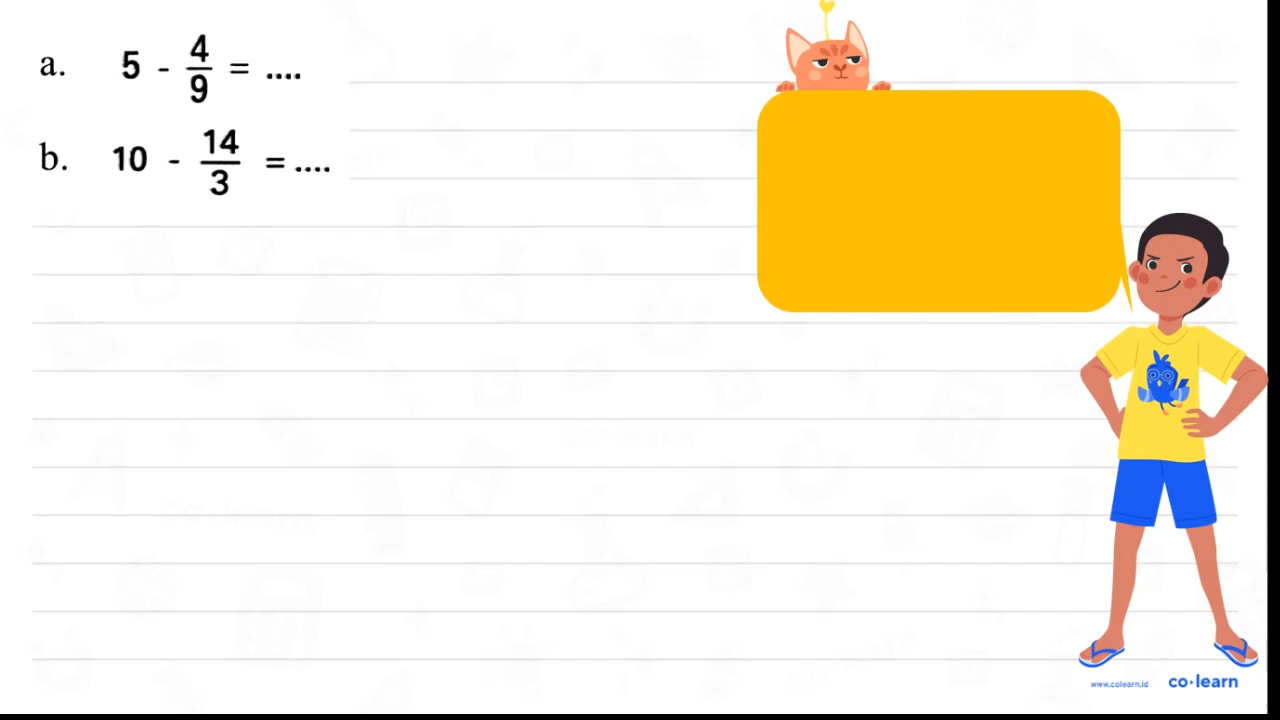 a. 5 - 4/9 = ....
b. 10 - 14/3 = ....
www.colearn.id co·learn